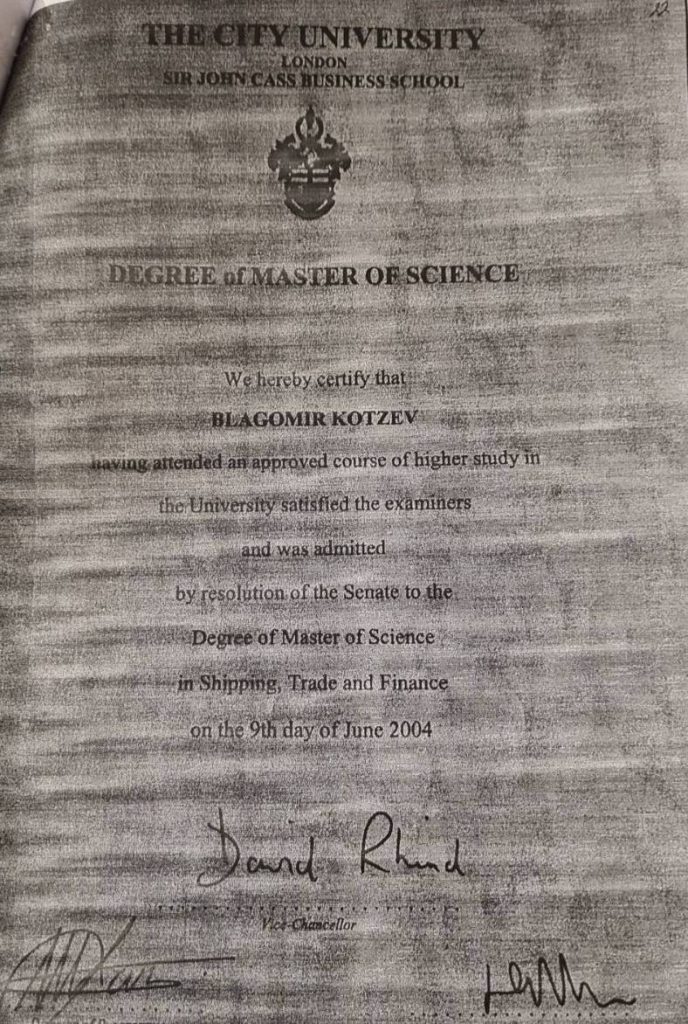 22
THE CITY UNIVERSITY
LONDON
SIR JOHN CASS BUSINESS SCHOOL
DEGREE of MASTER OF SCIENCE
We hereby certify that
BLAGOMIR KOTZEV
having attended an approved course of higher study in
the University satisfied the examiners
and was admitted
by resolution of the Senate to the
Degree of Master of Science
in Shipping, Trade and Finance
on the 9th day of June 2004
David Rhind
Vice-Chancellor